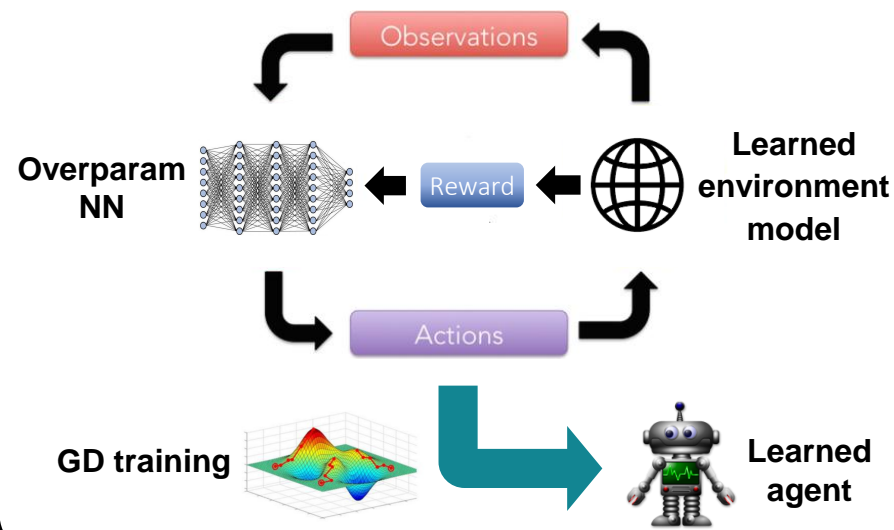 Observations
Overparam
NN
Reward
Learned
environment
model
Actions
GD training
Learned
agent